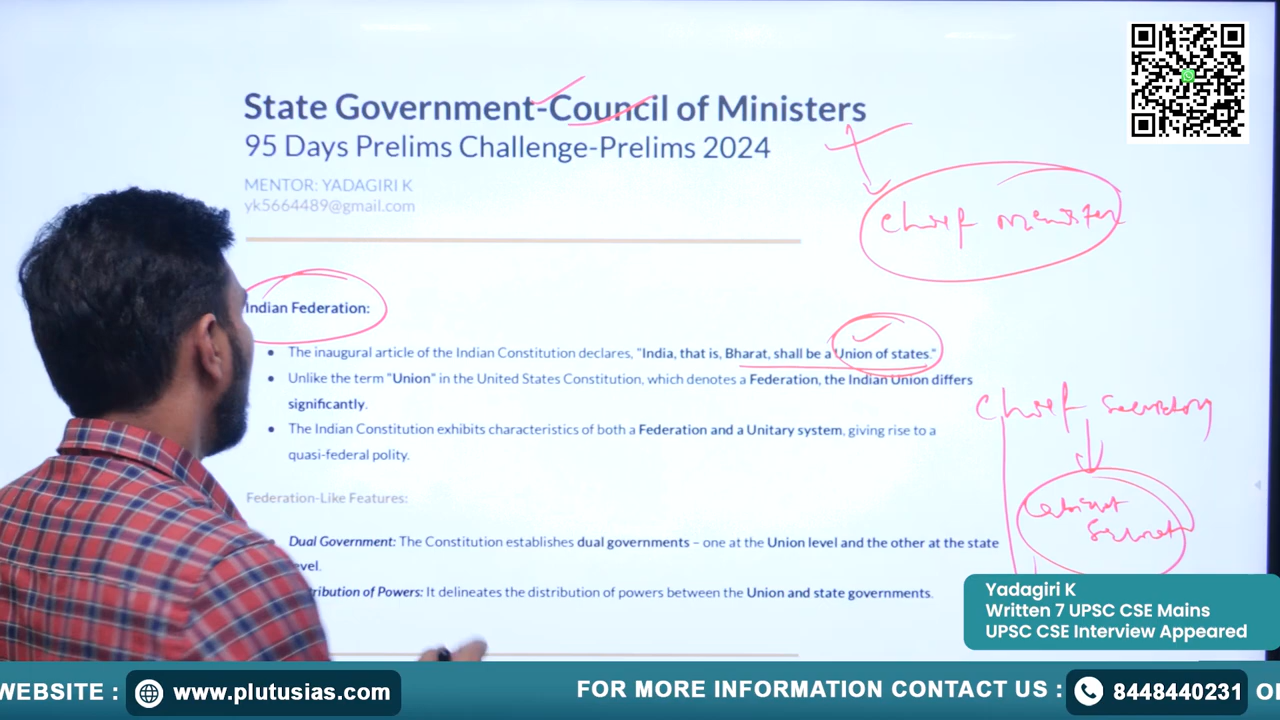 State Government-Council of Ministers
95 Days Prelims Challenge-Prelims 2024
MENTOR: YADAGIRI K
yk5664489@gmail.com
chief minister
Indian Federation:
• The inaugural article of the Indian Constitution declares, "India, that is, Bharat, shall be a Union of states."
• Unlike the term "Union" in the United States Constitution, which denotes a Federation, the Indian Union differs
significantly.
• The Indian Constitution exhibits characteristics of both a Federation and a Unitary system, giving rise to a
quasi-federal polity.
chief secretary
Cabinet
Federation-Like Features:
Dual Government: The Constitution establishes dual governments – one at the Union level and the other at the state
evel.
ribution of Powers: It delineates the distribution of powers between the Union and state governments.
Yadagiri K
Written 7 UPSC CSE Mains
UPSC CSE Interview Appeared
WEBSITE : www.plutusias.com FOR MORE INFORMATION CONTACT US : 8448440231